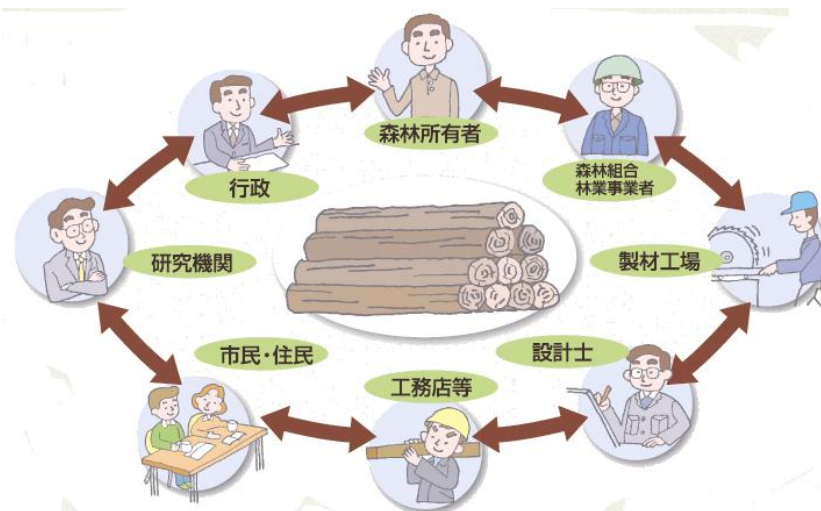 森林所有者
森林組合
林業事業者
行政
研究機関
製材工場
市民・住民
設計士
工務店等